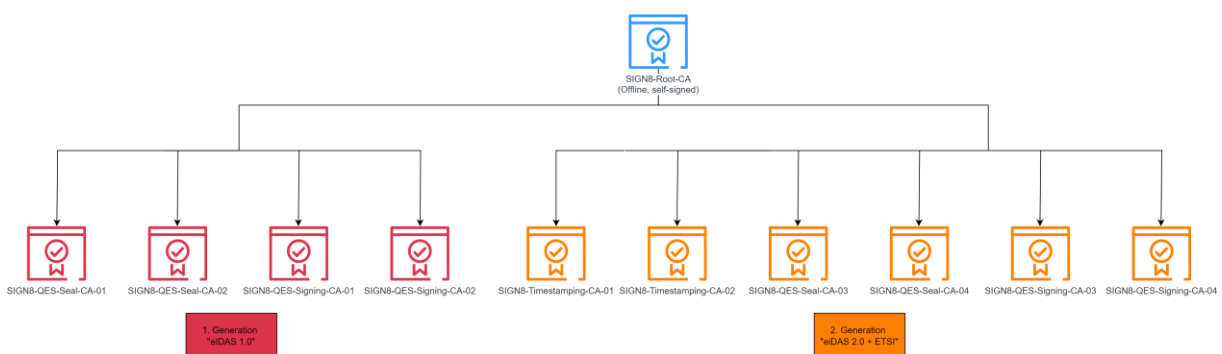 SIGN8-Root-CA
(Offline, self-signed)
SIGN8-QES-Seal-CA-01
SIGN8-QES-Seal-CA-02
SIGN8-QES-Signing-CA-01
SIGN8-QES-Signing-CA-02
SIGN8-Timestamping-CA-01
SIGN8-Timestamping-CA-02
SIGN8-QES-Seal-CA-03
SIGN8-QES-Seal-CA-04
SIGN8-QES-Signing-CA-03
SIGN8-QES-Signing-CA-04
1. Generation
"eIDAS 1.0"
2. Generation
"eiDAS 2.0 + ETSI"